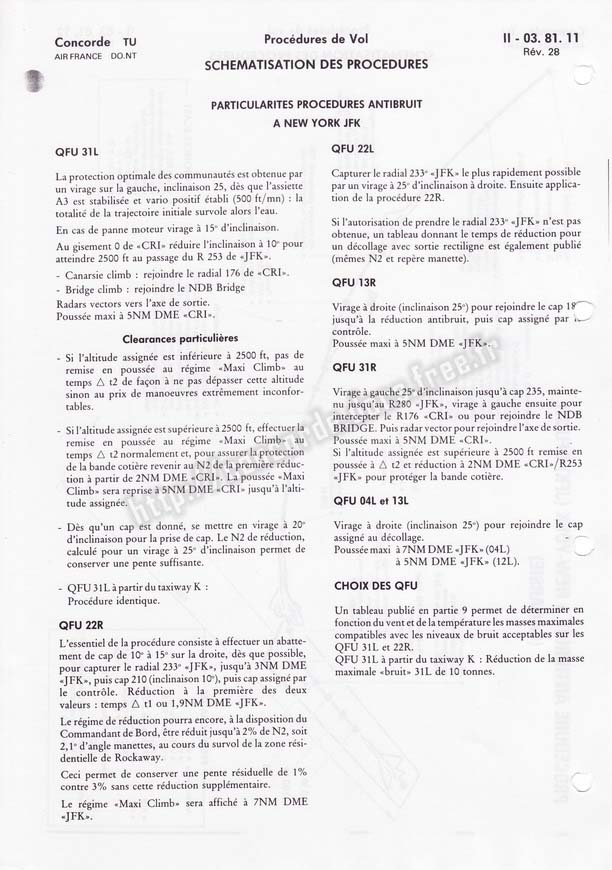 Concorde TU
AIR FRANCE DO.NT
Procédures de Vol
SCHEMATISATION DES PROCEDURES
II - 03. 81. 11
Rév. 28
PARTICULARITES PROCEDURES ANTIBRUIT
A NEW YORK JFK
QFU 31L
La protection optimale des communautés est obtenue par
un virage sur la gauche, inclinaison 25, dès que l'assiette
A3 est stabilisée et vario positif établi (500 ft/mn) : la
totalité de la trajectoire initiale survole alors l'eau.
En cas de panne moteur virage à 15° d'inclinaison.
Au gisement 0 de «CRI» réduire l'inclinaison à 10° pour
atteindre 2500 ft au passage du R 253 de «JFK».
- Canarsie climb : rejoindre le radial 176 de «CRI».
- Bridge climb : rejoindre le NDB Bridge
Radars vectors vers l'axe de sortie.
Poussée maxi à 5NM DME «CRI».
Clearances particulières
- Si l'altitude assignée est inférieure à 2500 ft, pas de
remise en poussée au régime «Maxi Climb» au
temps △ t2 de façon à ne pas dépasser cette altitude
sinon au prix de manoeuvres extrêmement inconfor-
tables.
- Si l'altitude assignée est supérieure à 2500 ft, effectuer la
remise en poussée au régime «Maxi Climb» au
temps △ t2 normalement et, pour assurer la protection
de la bande cotière revenir au N2 de la première réduc-
tion à partir de 2NM DME «CRI». La poussée «Maxi
Climb» sera reprise à 5NM DME «CRI» jusqu'à l'alti-
tude assignée.
- Dès qu'un cap est donné, se mettre en virage à 20°
d'inclinaison pour la prise de cap. Le N2 de réduction,
calculé pour un virage à 25° d'inclinaison permet de
conserver une pente suffisante.
- QFU 31L à partir du taxiway K :
Procédure identique.
QFU 22R
L'essentiel de la procédure consiste à effectuer un abatte-
ment de cap de 10° à 15° sur la droite, dès que possible,
pour capturer le radial 233° «JFK», jusqu'à 3NM DME
«JFK», puis cap 210 (inclinaison 10°), puis cap assigné par
le contrôle. Réduction à la première des deux
valeurs : temps △ t1 ou 1,9NM DME «JFK».
Le régime de réduction pourra encore, à la disposition du
Commandant de Bord, être réduit jusqu'à 2% de N2, soit
2,1° d'angle manettes, au cours du survol de la zone rési-
dentielle de Rockaway.
Ceci permet de conserver une pente résiduelle de 1%
contre 3% sans cette réduction supplémentaire.
Le régime «Maxi Climb» sera affiché à 7NM DME
«JFK».
QFU 22L
Capturer le radial 233° «JFK» le plus rapidement possible
par un virage à 25° d'inclinaison à droite. Ensuite applica-
tion de la procédure 22R.
Si l'autorisation de prendre le radial 233° «JFK» n'est pas
obtenue, un tableau donnant le temps de réduction pour
un décollage avec sortie rectiligne est également publié
(mêmes N2 et repère manette).
QFU 13R
Virage à droite (inclinaison 25°) pour rejoindre le cap
jusqu'à la réduction antibruit, puis cap assigné par
contrôle.
Poussée maxi à 5NM DME «JFK».
QFU 31R
Virage à gauche 25° d'inclinaison jusqu'à cap 235, mainte-
nu jusqu'au R280 «JFK», virage à gauche ensuite pour
intercepter le R176 «CRI» ou pour rejoindre le NDB
BRIDGE. Puis radar vector pour rejoindre l'axe de sortie.
Poussée maxi à 5NM DME «CRI».
Si l'altitude assignée est supérieure à 2500 ft remise en
poussée à △ t2 et réduction à 2NM DME «CRI»/R253
«JFK» pour protéger la bande cotière.
QFU 04L et 13L
Virage à droite (inclinaison 25°) pour rejoindre le cap
assigné au décollage.
Poussée maxi à 7NM DME «JFK» (04L)
à 5NM DME «JFK» (12L).
CHOIX DES QFU
Un tableau publié en partie 9 permet de déterminer en
fonction du vent et de la température les masses maximales
compatibles avec les niveaux de bruit acceptables sur les
QFU 31L et 22R.
QFU 31L à partir du taxiway K : Réduction de la masse
maximale «bruit» 31L de 10 tonnes.